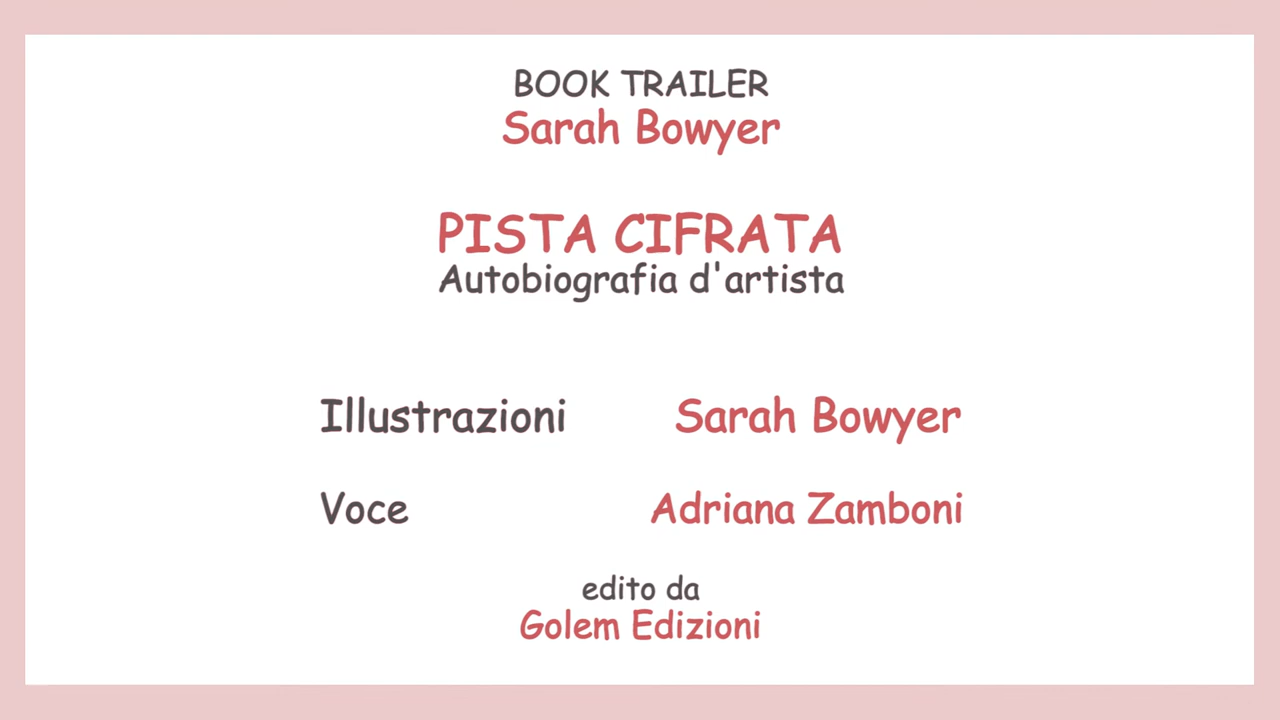 BOOK TRAILER
Sarah Bowyer
PISTA CIFRATA
Autobiografia d'artista
Illustrazioni Sarah Bowyer
Voce Adriana Zamboni
edito da
Golem Edizioni